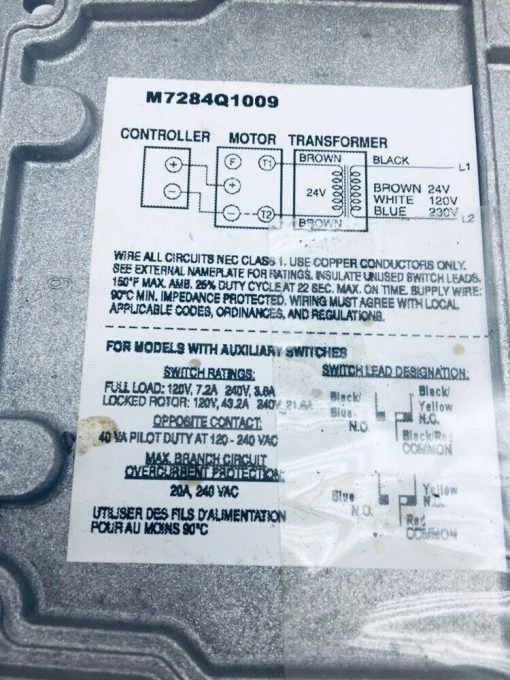 M7284Q1009
CONTROLLER MOTOR TRANSFORMER
BROWN BLACK L1
+ F T1
+ 24V BROWN 24V
WHITE 120V
− − T2 BLUE 230V L2
BROWN
WIRE ALL CIRCUITS NEC CLASS 1. USE COPPER CONDUCTORS ONLY.
SEE EXTERNAL NAMEPLATE FOR RATINGS. INSULATE UNUSED SWITCH LEADS.
150°F MAX. AMB. 25% DUTY CYCLE AT 22 SEC. MAX. ON TIME. SUPPLY WIRE:
90°C MIN. IMPEDANCE PROTECTED. WIRING MUST AGREE WITH LOCAL
APPLICABLE CODES, ORDINANCES, AND REGULATIONS.
FOR MODELS WITH AUXILIARY SWITCHES
SWITCH RATINGS:
FULL LOAD: 120V, 7.2A 240V, 3.6A
LOCKED ROTOR: 120V, 43.2A 240V, 21.6A
OPPOSITE CONTACT:
40 VA PILOT DUTY AT 120 - 240 VAC
MAX. BRANCH CIRCUIT
OVERCURRENT PROTECTION:
20A, 240 VAC
UTILISER DES FILS D'ALIMENTATION
POUR AU MOINS 90°C
SWITCH LEAD DESIGNATION:
Black/ Black/
Blue Yellow
N.O. N.C.
Black/Red
COMMON
Blue Yellow
N.O. N.C.
Red
COMMON